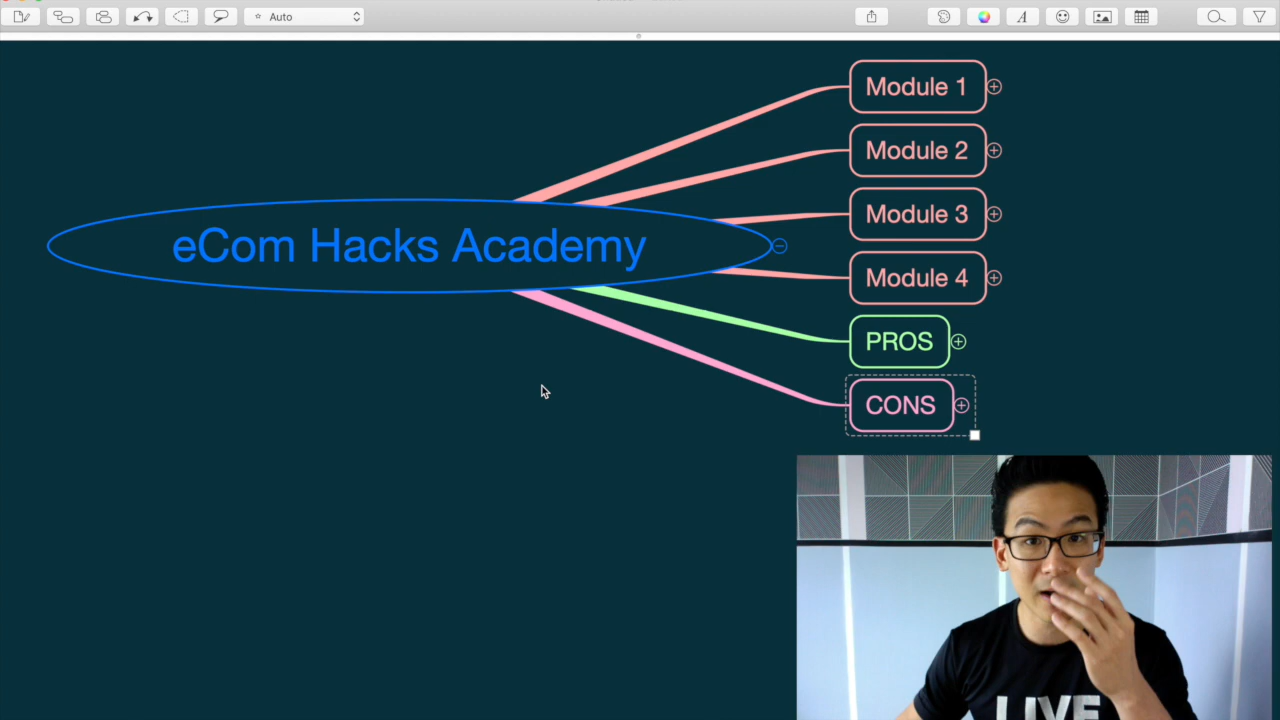 Auto
Module 1
Module 2
Module 3
eCom Hacks Academy
Module 4
PROS
CONS
LIVE